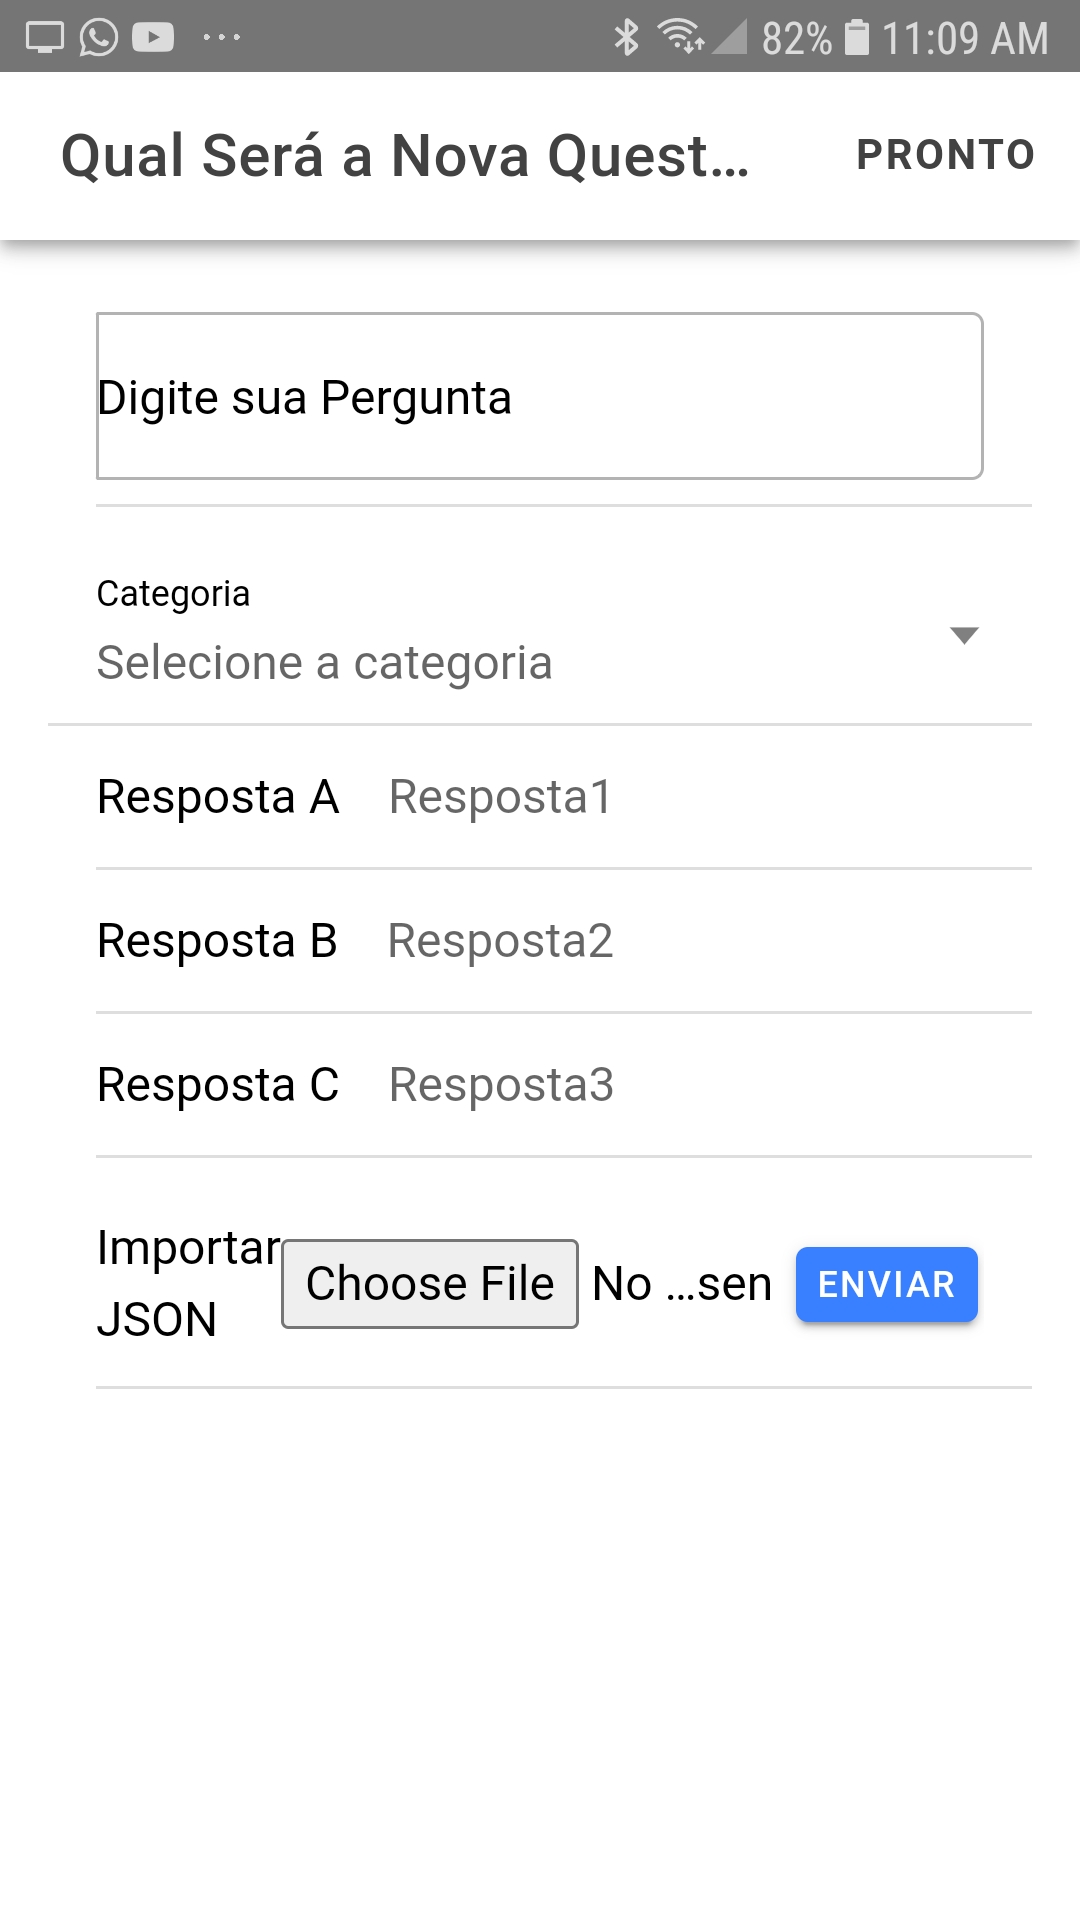 82% 11:09 AM
Qual Será a Nova Quest... PRONTO
Digite sua Pergunta
Categoria
Selecione a categoria
Resposta A Resposta1
Resposta B Resposta2
Resposta C Resposta3
Importar JSON Choose File No ...sen ENVIAR